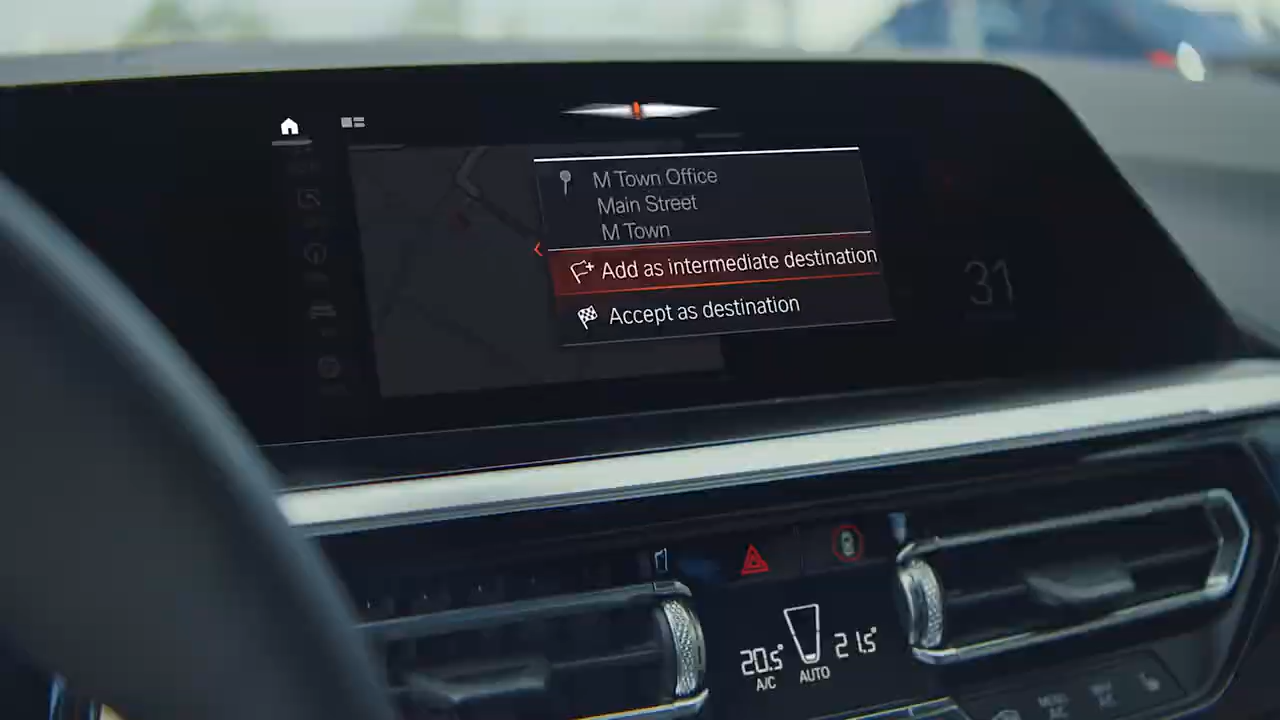 M Town Office
Main Street
M Town
Add as intermediate destination
Accept as destination
31
20.5°
21.5°
A/C
AUTO